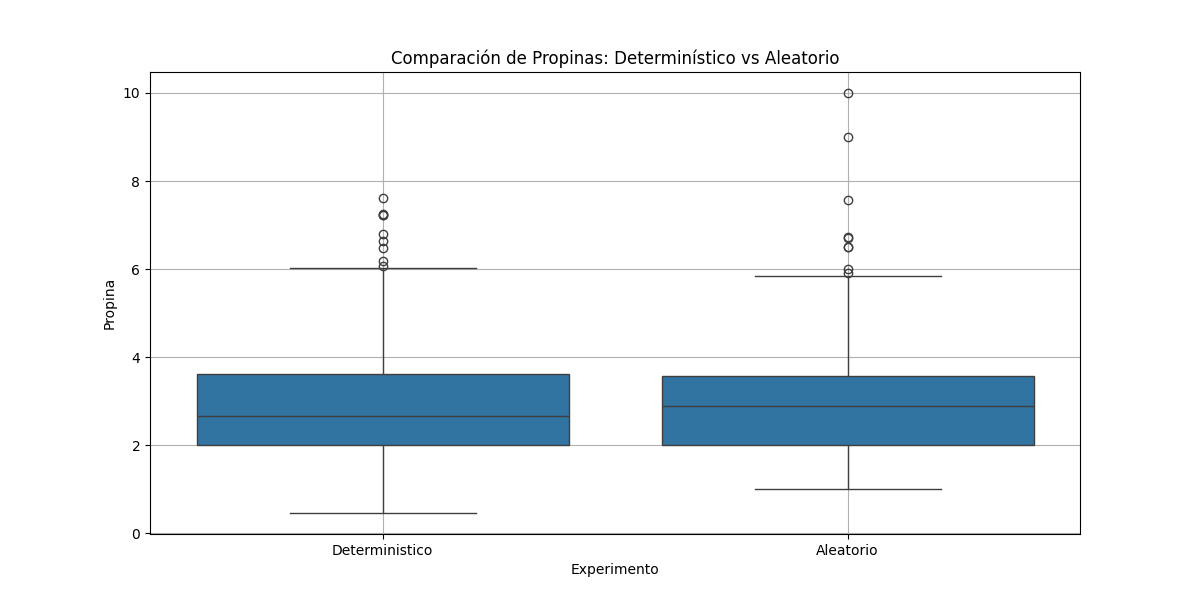 Comparación de Propinas: Determinístico vs Aleatorio
10
8
6
4
2
0
Propina
Deterministico
Aleatorio
Experimento